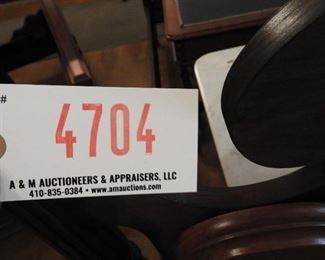 #
4704
A & M AUCTIONEERS & APPRAISERS, LLC
410-835-0384 • www.amauctions.com